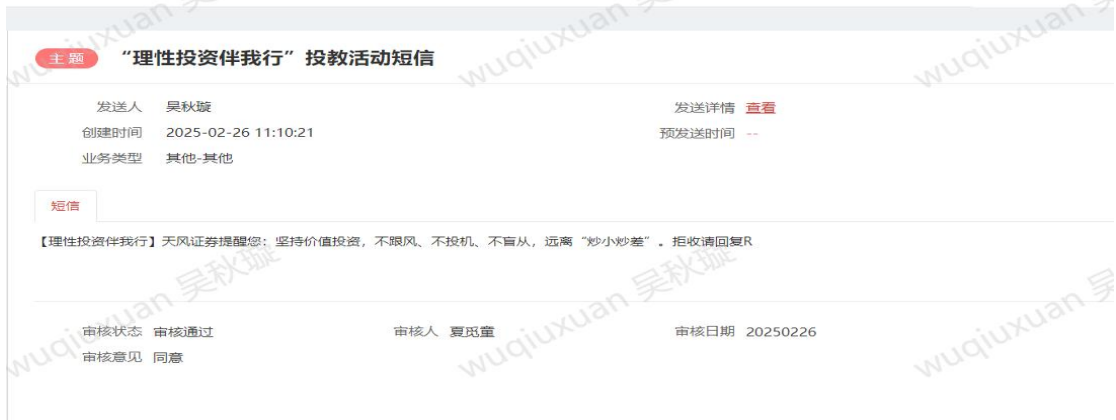 主题 “理性投资伴我行”投教活动短信
发送人 吴秋璇 发送详情 查看
创建时间 2025-02-26 11:10:21 预发送时间 --
业务类型 其他-其他
短信
【理性投资伴我行】天风证券提醒您：坚持价值投资，不跟风、不投机、不盲从，远离“炒小炒差”。拒收请回复R
审核状态 审核通过 审核人 夏觅童 审核日期 20250226
审核意见 同意
wuqiuxuan 吴秋璇